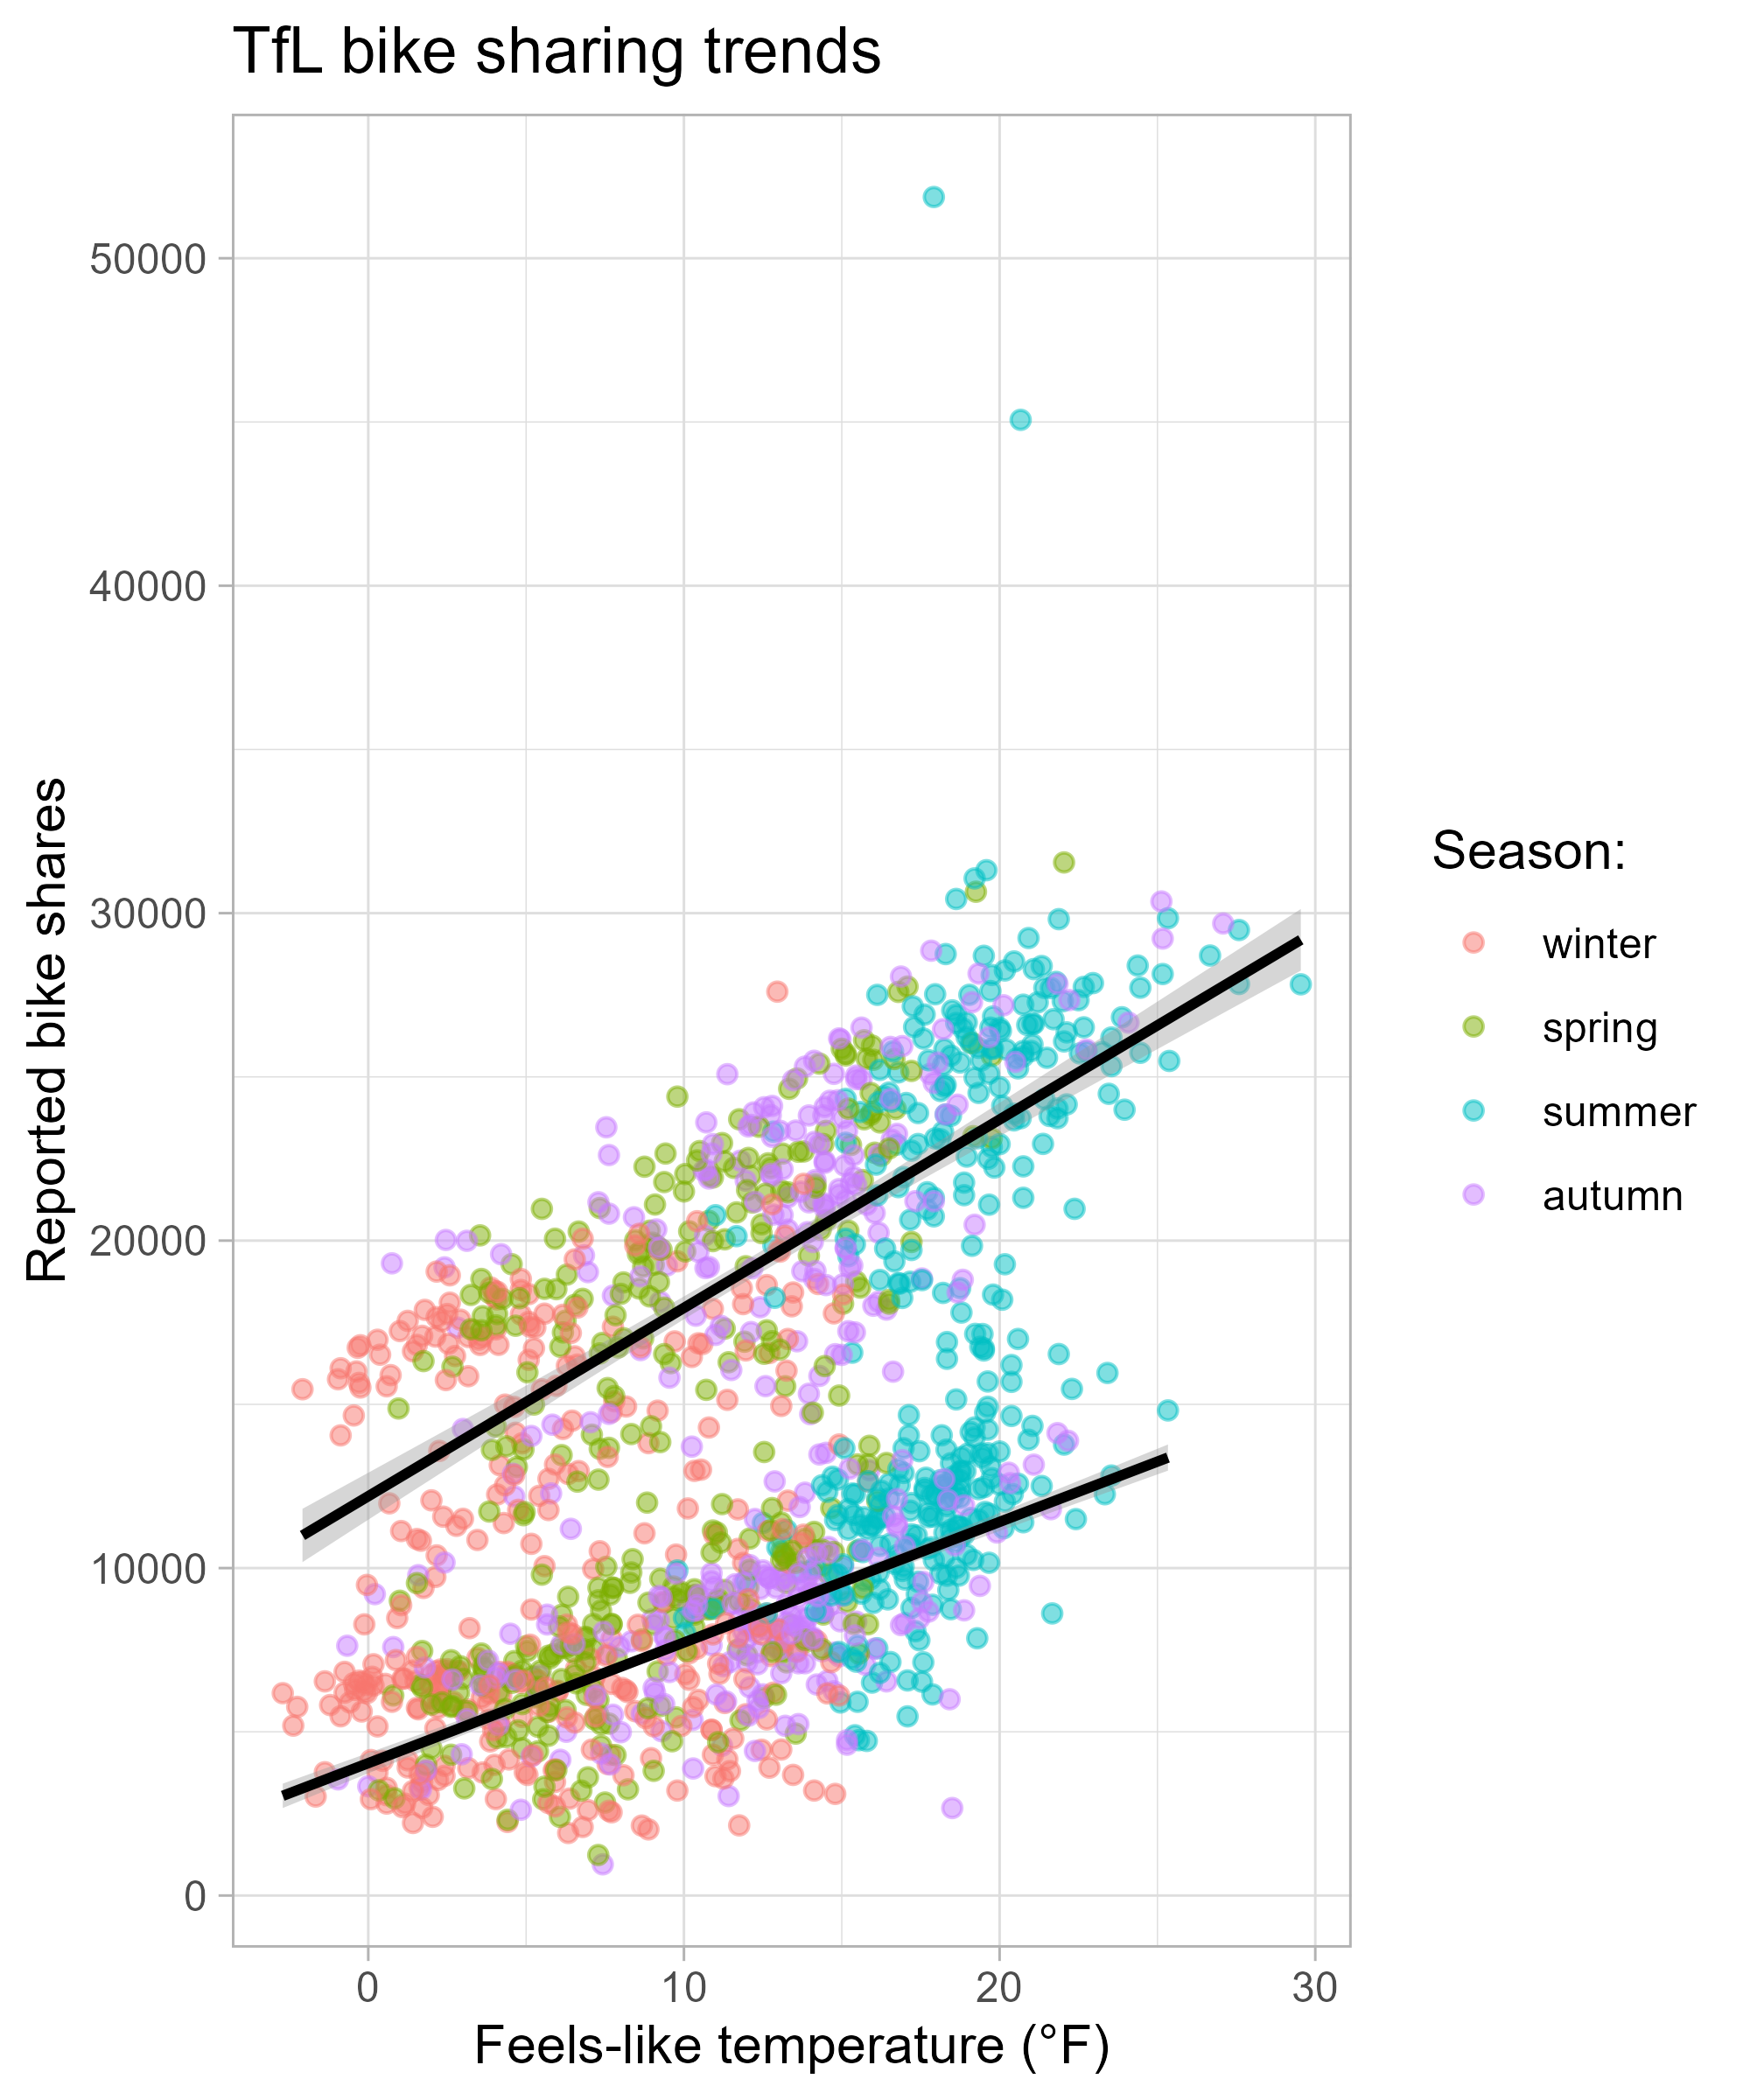 TfL bike sharing trends
Reported bike shares
50000
40000
30000
20000
10000
0
0 10 20 30
Feels-like temperature (°F)
Season:
winter
spring
summer
autumn